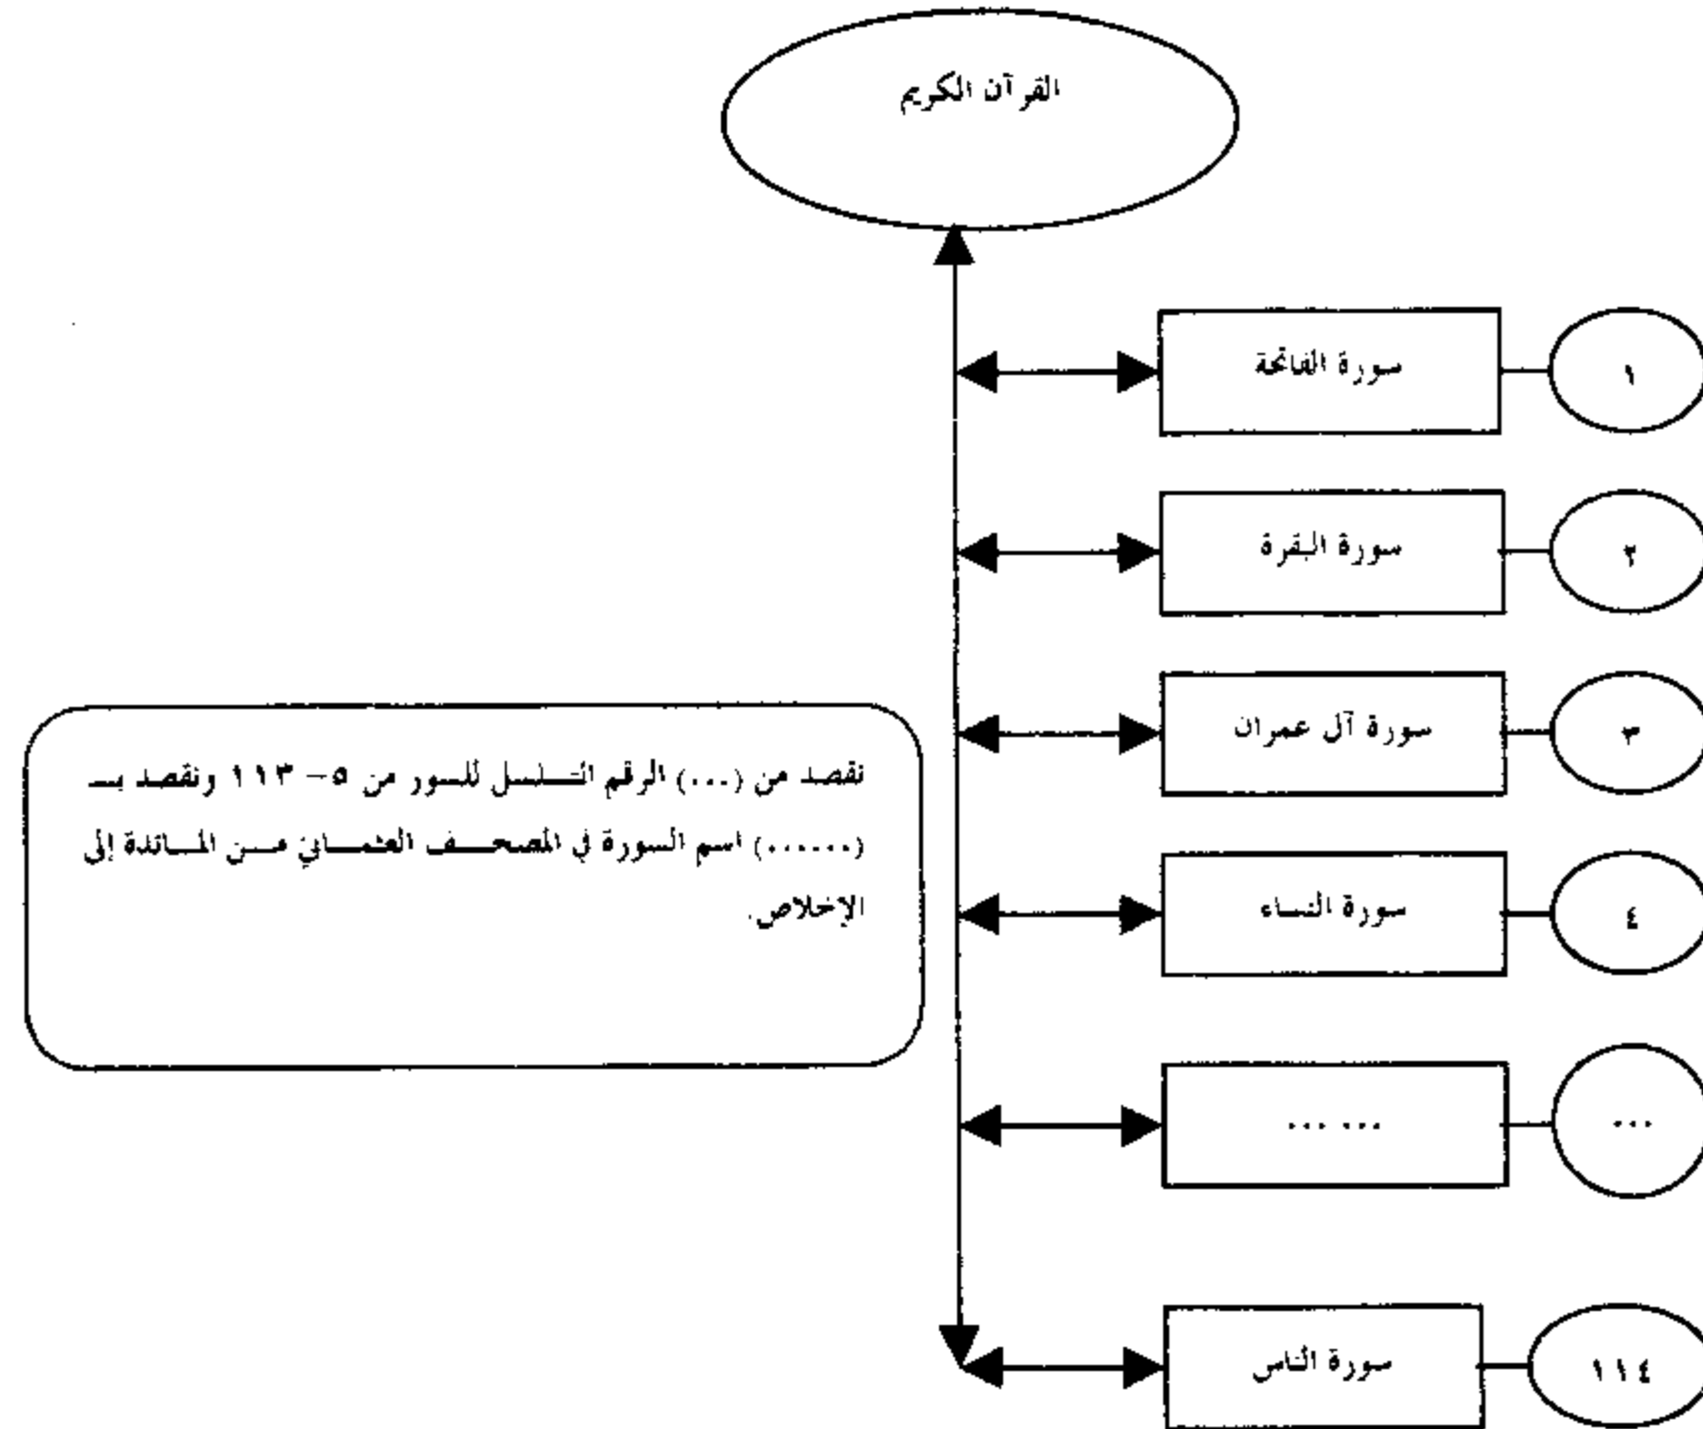 القرآن الكريم
سورة الفاتحة ١
سورة البقرة ٢
سورة آل عمران ٣
سورة النساء ٤
... ... ...
سورة الناس ١١٤
نقصد من (...) الرقم التسلسل للسور من ٥- ١١٣ ونقصد بـ
(......) اسم السورة في المصحف العثماني من المائدة إلى
الإخلاص.